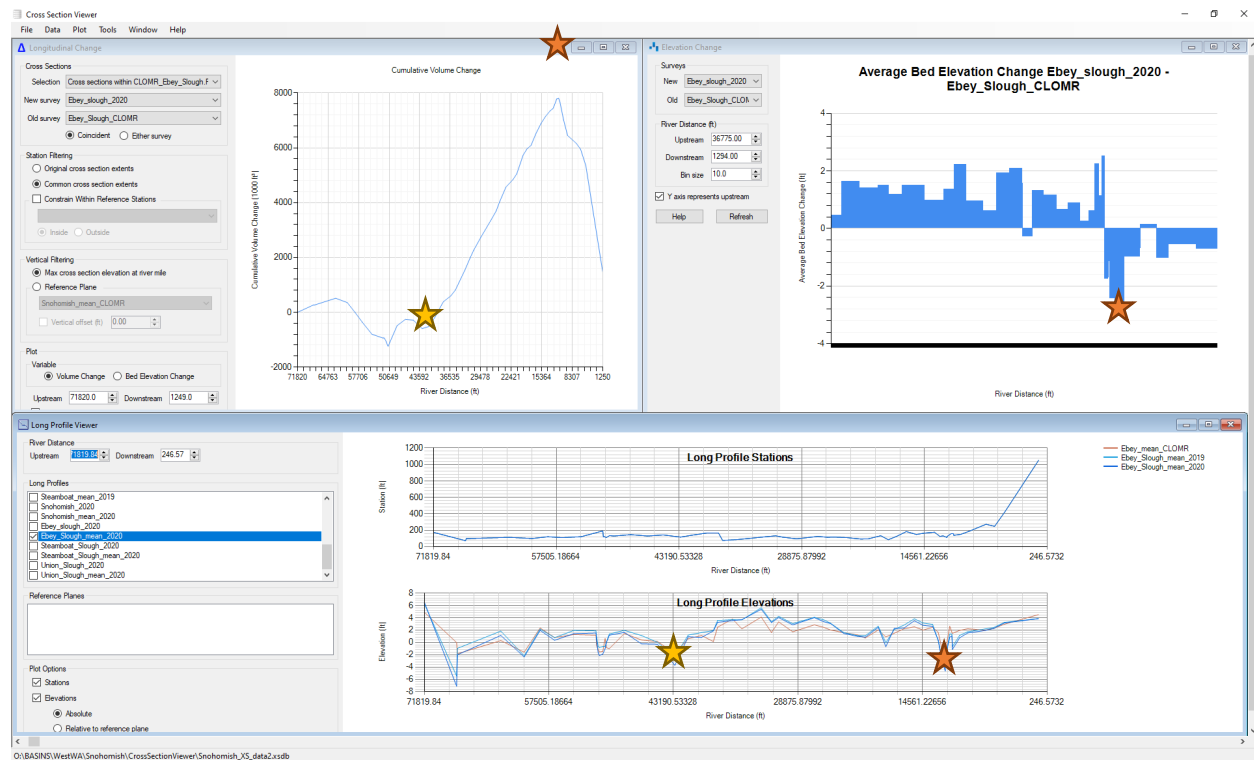 Cross Section Viewer
File Data Plot Tools Window Help
Longitudinal Change
Cross Sections
Selection Cross sections within CLOMR_Ebey_Slough.F
New survey Ebey_slough_2020
Old survey Ebey_Slough_CLOMR
Coincident Either survey
Station Filtering
Original cross section extents
Common cross section extents
Constrain Within Reference Stations
Inside Outside
Vertical Filtering
Max cross section elevation at river mile
Reference Plane
Snohomish_mean_CLOMR
Vertical offset (ft) 0.00
Plot
Variable
Volume Change Bed Elevation Change
Upstream 71820.0 Downstream 1249.0
Cumulative Volume Change
Cumulative Volume Change [1000 ft³]
8000
6000
4000
2000
0
-2000
71820 64763 57706 50649 43592 36535 29478 22421 15364 8307 1250
River Distance (ft)
Elevation Change
Surveys
New Ebey_slough_2020
Old Ebey_Slough_CLOM
River Distance (ft)
Upstream 36775.00
Downstream 1294.00
Bin size 10.0
Y axis represents upstream
Help Refresh
Average Bed Elevation Change Ebey_slough_2020 -
Ebey_Slough_CLOMR
Average Bed Elevation Change [ft]
4
2
0
-2
-4
River Distance (ft)
Long Profile Viewer
River Distance
Upstream 71819.84 Downstream 246.57
Long Profiles
Steamboat_mean_2019
Snohomish_2020
Snohomish_mean_2020
Ebey_slough_2020
Ebey_Slough_mean_2020
Steamboat_Slough_2020
Steamboat_Slough_mean_2020
Union_Slough_2020
Union_Slough_mean_2020
Reference Planes
Plot Options
Stations
Elevations
Absolute
Relative to reference plane
Long Profile Stations
Station [ft]
1200
1000
800
600
400
200
0
71819.84 57505.18664 43190.53328 28875.87992 14561.22656 246.5732
River Distance (ft)
Ebey_mean_CLOMR
Ebey_Slough_mean_2019
Ebey_Slough_mean_2020
Long Profile Elevations
Elevation [ft]
8
6
4
2
0
-2
-4
-6
-8
71819.84 57505.18664 43190.53328 28875.87992 14561.22656 246.5732
River Distance (ft)
O:\BASINS\WestWA\Snohomish\CrossSectionViewer\Snohomish_XS_data2.xsdb